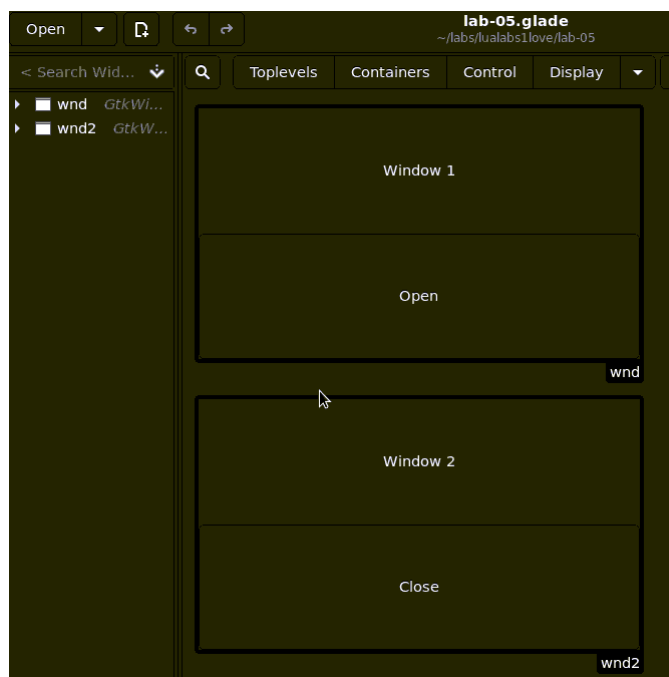 Open
lab-05.glade
~/labs/lualabs1love/lab-05
< Search Wid...
Toplevels Containers Control Display
wnd GtkWi...
wnd2 GtkW...
Window 1
Open
wnd
Window 2
Close
wnd2